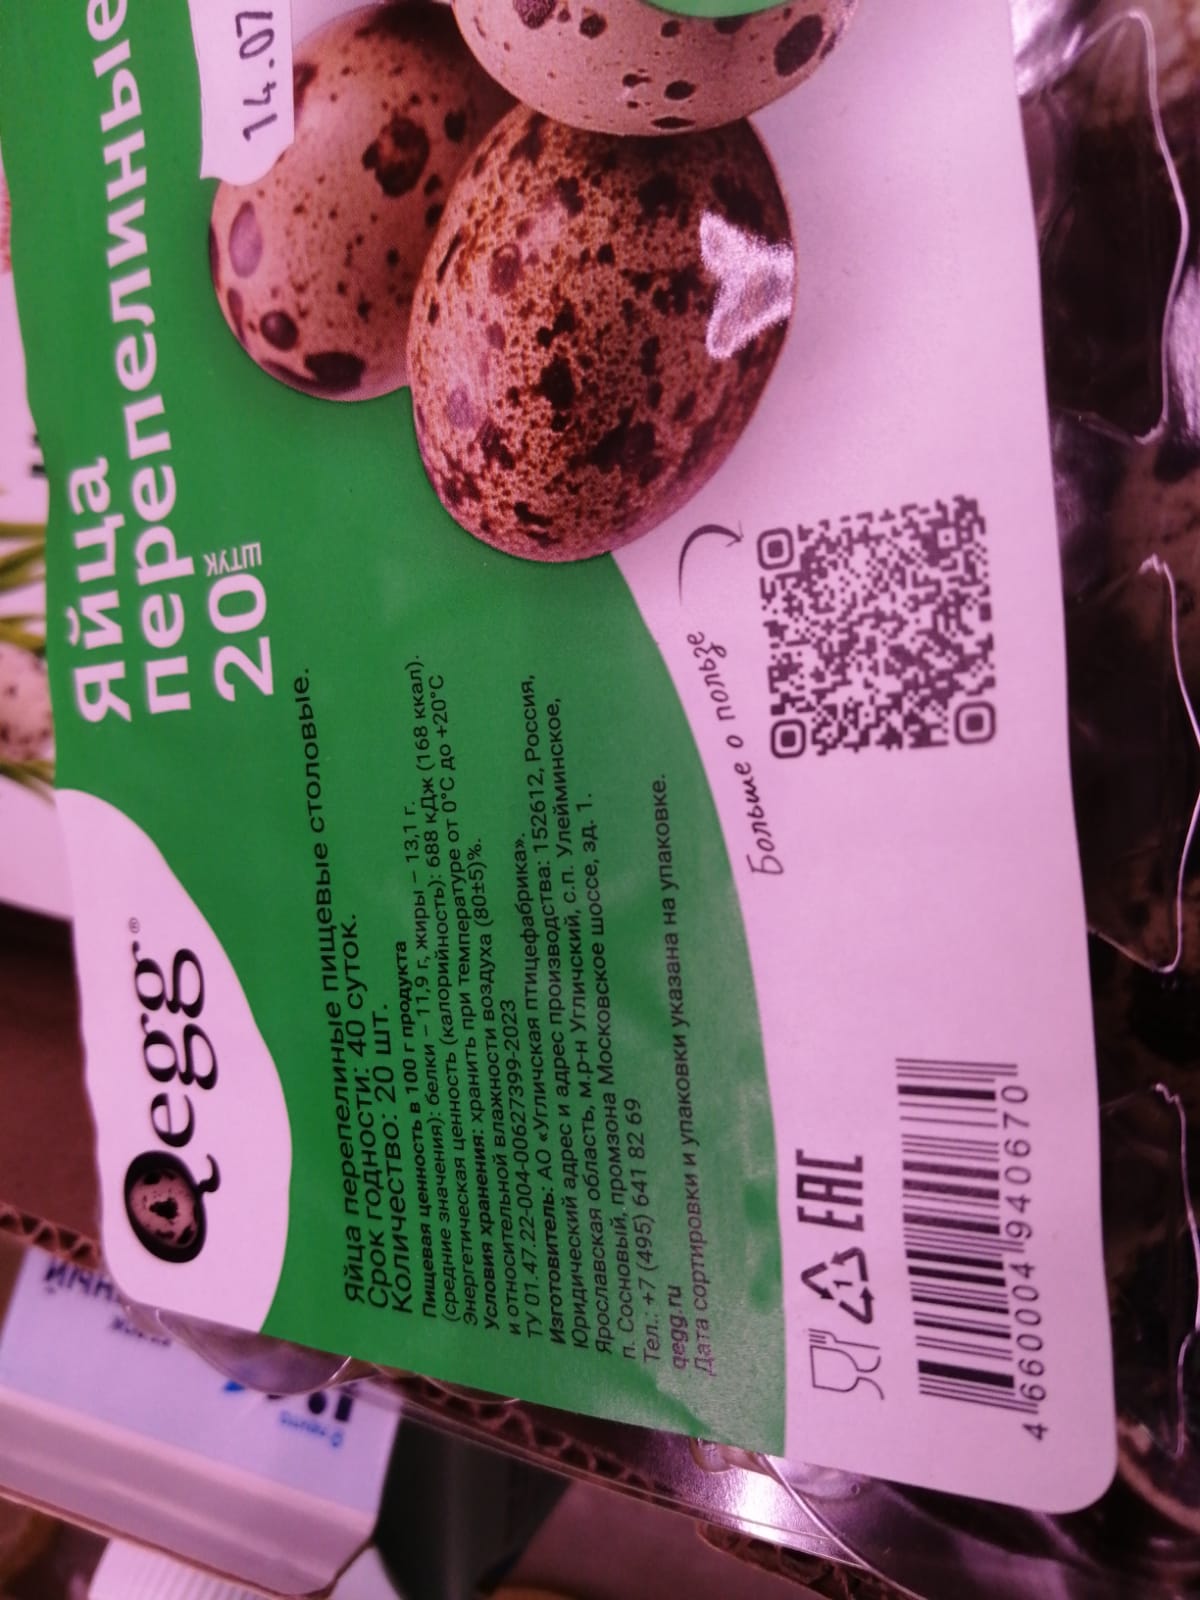 Qegg®
Яйца
перепелиные
20 штук
14.07
Яйца перепелиные пищевые столовые.
Срок годности: 40 суток.
Количество: 20 шт.
Пищевая ценность в 100 г продукта
(средние значения): белки – 11,9 г, жиры – 13,1 г.
Энергетическая ценность (калорийность): 688 кДж (168 ккал).
Условия хранения: хранить при температуре от 0°С до +20°С
и относительной влажности воздуха (80±5)%.
ТУ 01.47.22-004-00627399-2023
Изготовитель: АО «Угличская птицефабрика».
Юридический адрес и адрес производства: 152612, Россия,
Ярославская область, м.р-н Угличский, с.п. Улейминское,
п. Сосновый, промзона Московское шоссе, зд. 1.
Тел.: +7 (495) 641 82 69
qegg.ru
Дата сортировки и упаковки указана на упаковке.
Больше о пользе
1
ЕАС
4 660004 940670